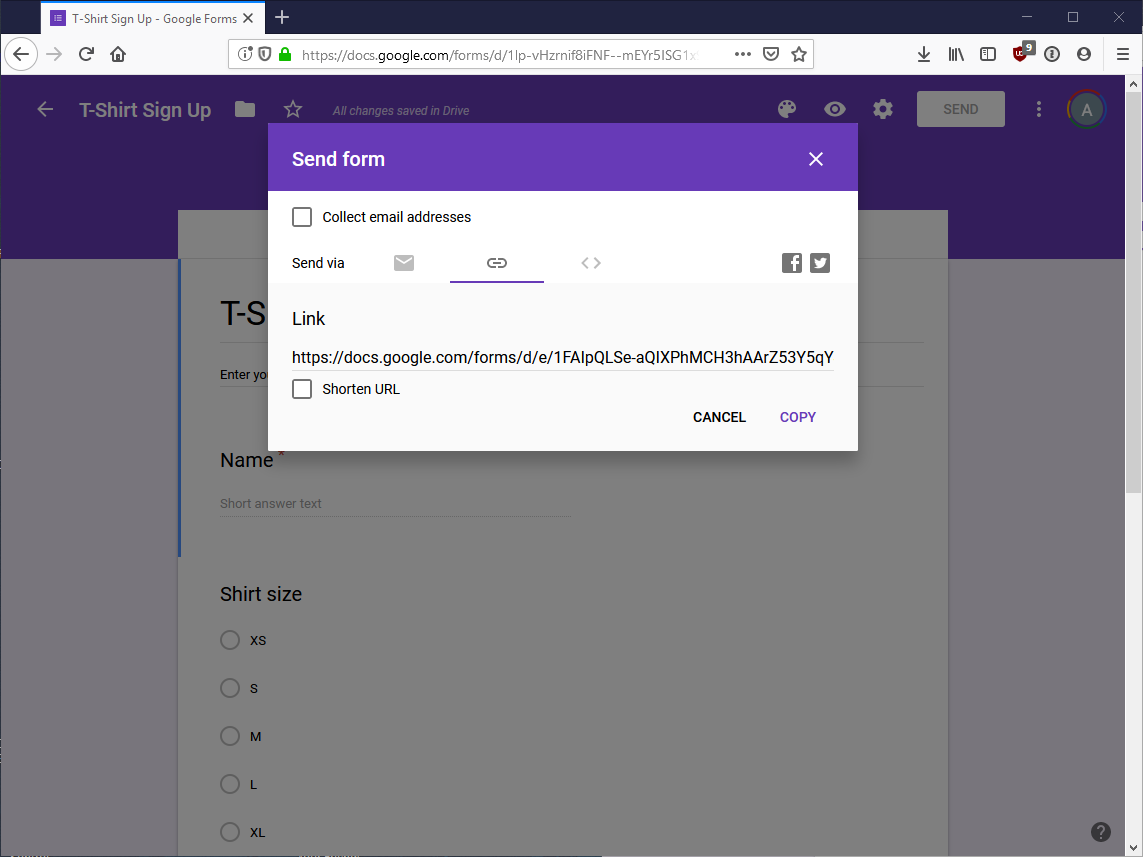 T-Shirt Sign Up - Google Forms
https://docs.google.com/forms/d/1lp-vHzrnif8iFNF--mEYr5ISG1x
9
T-Shirt Sign Up
All changes saved in Drive
SEND
A
Send form
Collect email addresses
Send via
T-S
Link
https://docs.google.com/forms/d/e/1FAIpQLSe-aQIXPhMCH3hAArZ53Y5qY
Enter you
Shorten URL
CANCEL COPY
Name *
Short answer text
Shirt size
XS
S
M
L
XL